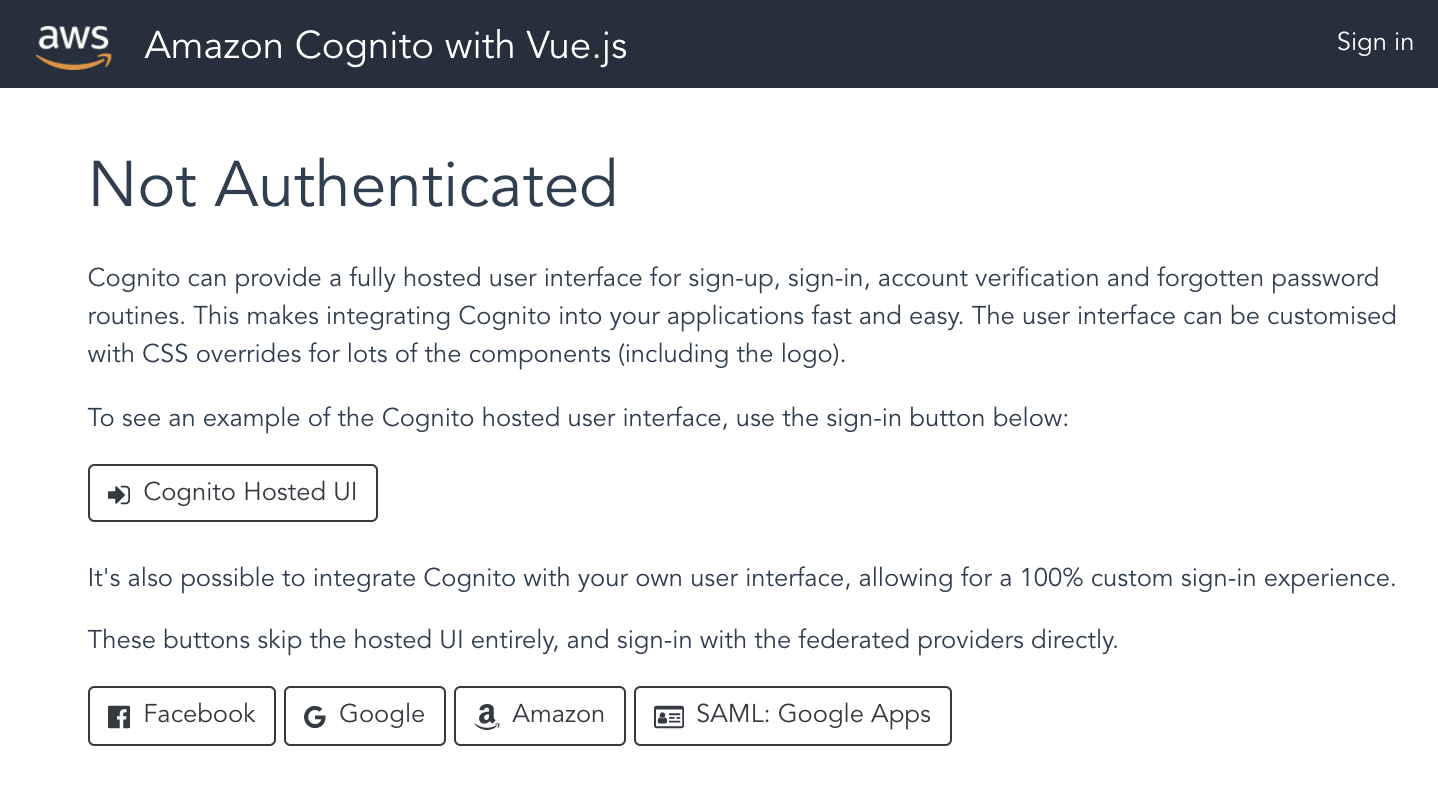 aws
Amazon Cognito with Vue.js
Sign in
Not Authenticated
Cognito can provide a fully hosted user interface for sign-up, sign-in, account verification and forgotten password
routines. This makes integrating Cognito into your applications fast and easy. The user interface can be customised
with CSS overrides for lots of the components (including the logo).
To see an example of the Cognito hosted user interface, use the sign-in button below:
Cognito Hosted UI
It's also possible to integrate Cognito with your own user interface, allowing for a 100% custom sign-in experience.
These buttons skip the hosted UI entirely, and sign-in with the federated providers directly.
Facebook
Google
Amazon
SAML: Google Apps